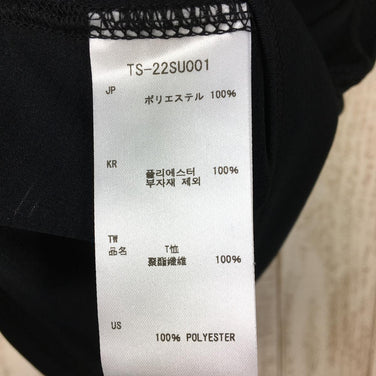 TS-22SU001
JP
ポリエステル 100%
KR
폴리에스터 100%
부자재 제외
TW
品名 T恤
聚酯纖維 100%
US
100% POLYESTER